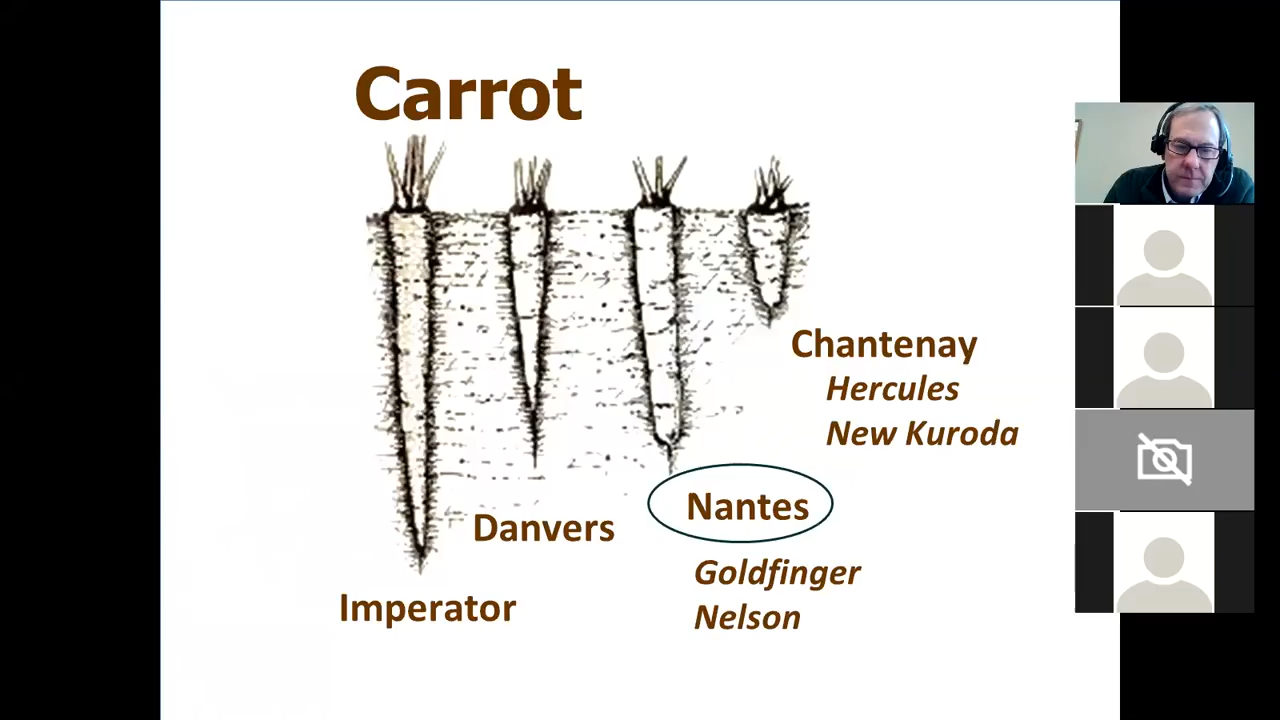 Carrot
Chantenay
Hercules
New Kuroda
Nantes
Danvers
Goldfinger
Imperator
Nelson